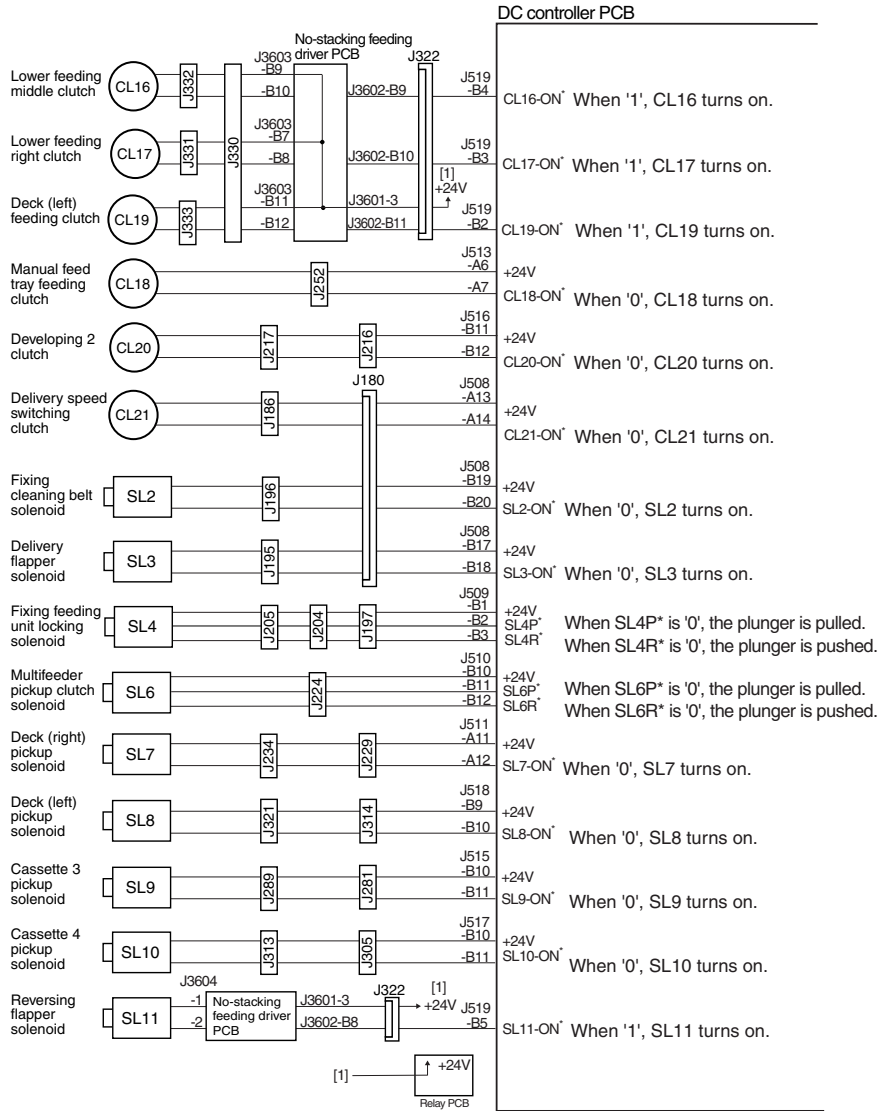 DC controller PCB
No-stacking feeding
driver PCB
J322
Lower feeding
middle clutch
CL16
J332
J330
J3603
-B9
-B10
J3602-B9
J519
-B4
CL16-ON* When '1', CL16 turns on.
Lower feeding
right clutch
CL17
J331
J3603
-B7
-B8
J3602-B10
J519
-B3
CL17-ON* When '1', CL17 turns on.
[1]
+24V
Deck (left)
feeding clutch
CL19
J333
J3603
-B11
-B12
J3601-3
J3602-B11
J519
-B2
CL19-ON* When '1', CL19 turns on.
Manual feed
tray feeding
clutch
CL18
J252
J513
-A6
-A7
+24V
CL18-ON* When '0', CL18 turns on.
Developing 2
clutch
CL20
J217
J216
J516
-B11
-B12
+24V
CL20-ON* When '0', CL20 turns on.
J180
Delivery speed
switching
clutch
CL21
J186
J508
-A13
-A14
+24V
CL21-ON* When '0', CL21 turns on.
Fixing
cleaning belt
solenoid
SL2
J196
J508
-B19
-B20
+24V
SL2-ON* When '0', SL2 turns on.
Delivery
flapper
solenoid
SL3
J195
J508
-B17
-B18
+24V
SL3-ON* When '0', SL3 turns on.
Fixing feeding
unit locking
solenoid
SL4
J205
J204
J197
J509
-B1
-B2
-B3
+24V
SL4P* When SL4P* is '0', the plunger is pulled.
SL4R* When SL4R* is '0', the plunger is pushed.
Multifeeder
pickup clutch
solenoid
SL6
J224
J510
-B10
-B11
-B12
+24V
SL6P* When SL6P* is '0', the plunger is pulled.
SL6R* When SL6R* is '0', the plunger is pushed.
Deck (right)
pickup
solenoid
SL7
J234
J229
J511
-A11
-A12
+24V
SL7-ON* When '0', SL7 turns on.
Deck (left)
pickup
solenoid
SL8
J321
J314
J518
-B9
-B10
+24V
SL8-ON* When '0', SL8 turns on.
Cassette 3
pickup
solenoid
SL9
J289
J281
J515
-B10
-B11
+24V
SL9-ON* When '0', SL9 turns on.
Cassette 4
pickup
solenoid
SL10
J313
J305
J517
-B10
-B11
+24V
SL10-ON* When '0', SL10 turns on.
Reversing
flapper
solenoid
SL11
J3604
-1
-2
No-stacking
feeding driver
PCB
J3601-3
J3602-B8
J322
[1]
+24V
J519
-B5
SL11-ON* When '1', SL11 turns on.
[1]
+24V
Relay PCB